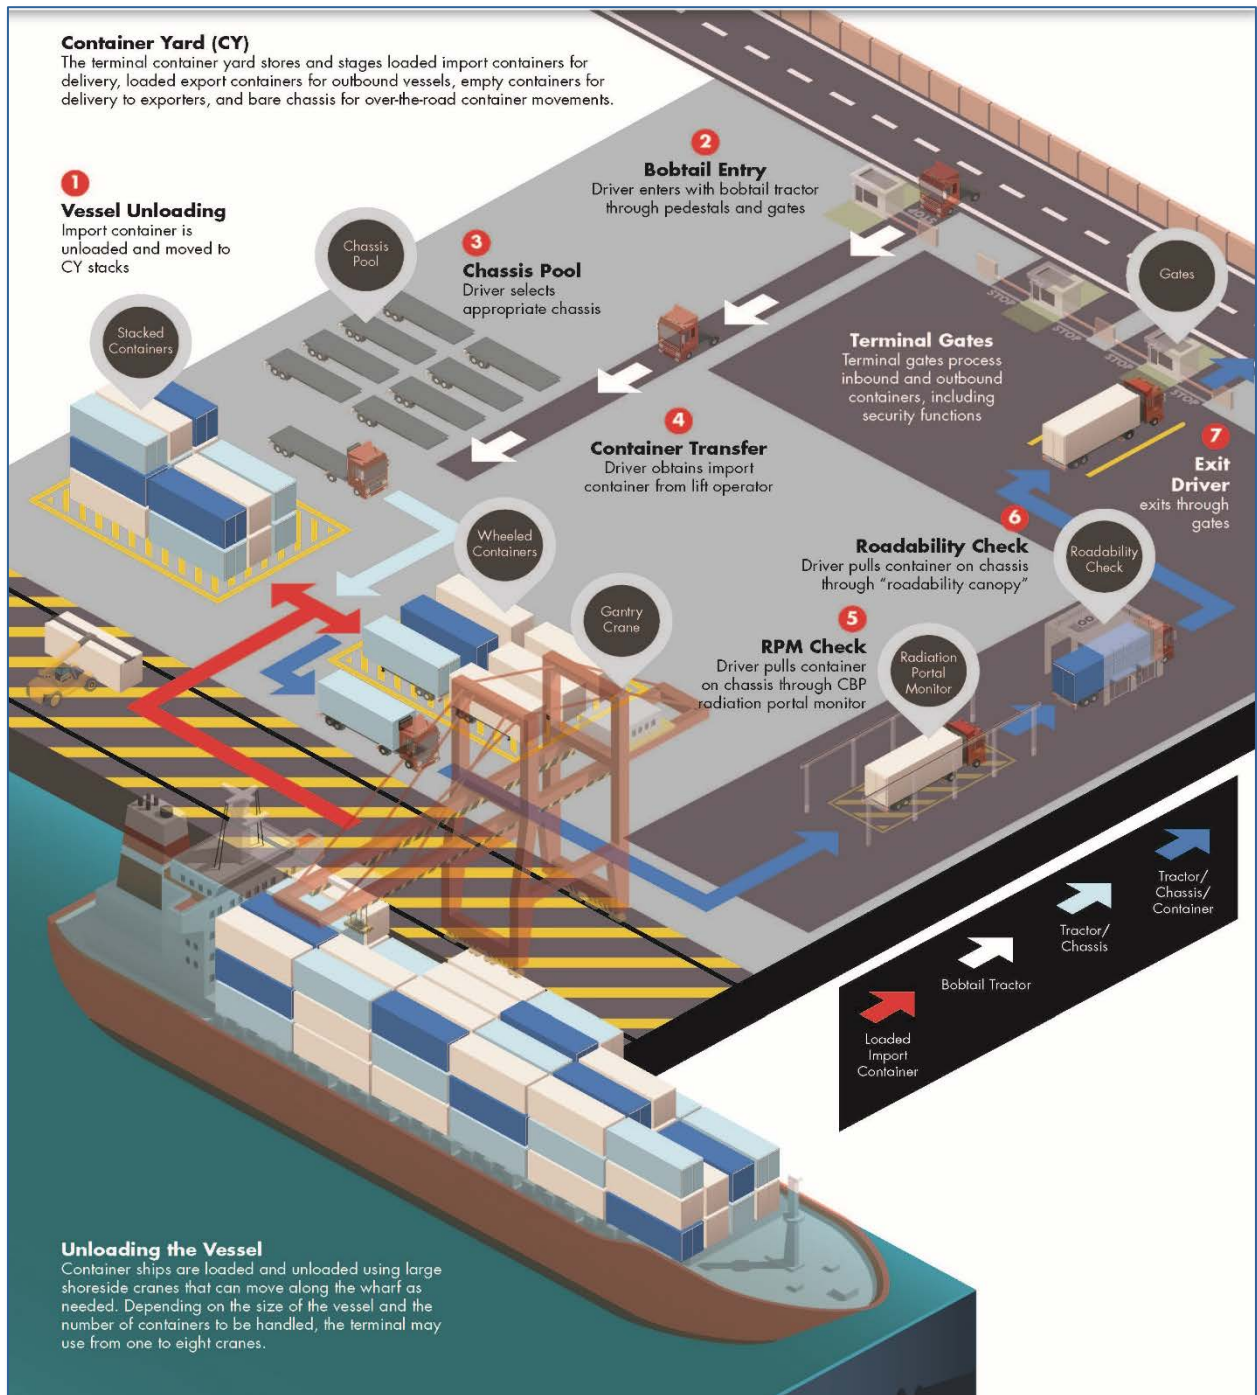 Container Yard (CY)
The terminal container yard stores and stages loaded import containers for
delivery, loaded export containers for outbound vessels, empty containers for
delivery to exporters, and bare chassis for over-the-road container movements.
1
Vessel Unloading
Import container is
unloaded and moved to
CY stacks
2
Bobtail Entry
Driver enters with bobtail tractor
through pedestals and gates
STOP
Chassis
Pool
3
Chassis Pool
Driver selects
appropriate chassis
Gates
STOP
STOP
STOP
STOP
Stacked
Containers
Terminal Gates
Terminal gates process
inbound and outbound
containers, including
security functions
4
Container Transfer
Driver obtains import
container from lift operator
7
Exit
Driver
exits through
gates
Wheeled
Containers
6
Roadability Check
Driver pulls container on chassis
through “roadability canopy”
Roadability
Check
Gantry
Crane
5
RPM Check
Driver pulls container
on chassis through CBP
radiation portal monitor
Radiation
Portal
Monitor
Tractor/
Chassis/
Container
Tractor/
Chassis
Bobtail Tractor
Loaded
Import
Container
Unloading the Vessel
Container ships are loaded and unloaded using large
shoreside cranes that can move along the wharf as
needed. Depending on the size of the vessel and the
number of containers to be handled, the terminal may
use from one to eight cranes.